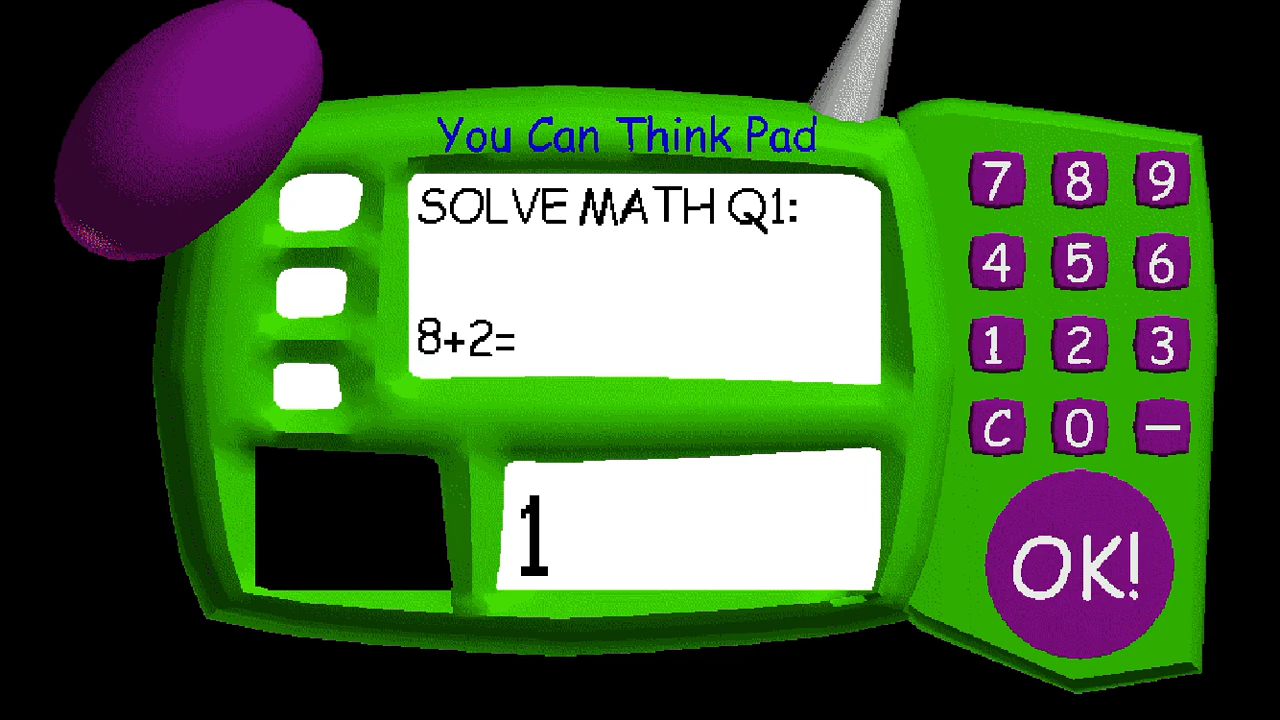 You Can Think Pad
SOLVE MATH Q1:
8+2=
1
7 8 9
4 5 6
1 2 3
C 0 –
OK!